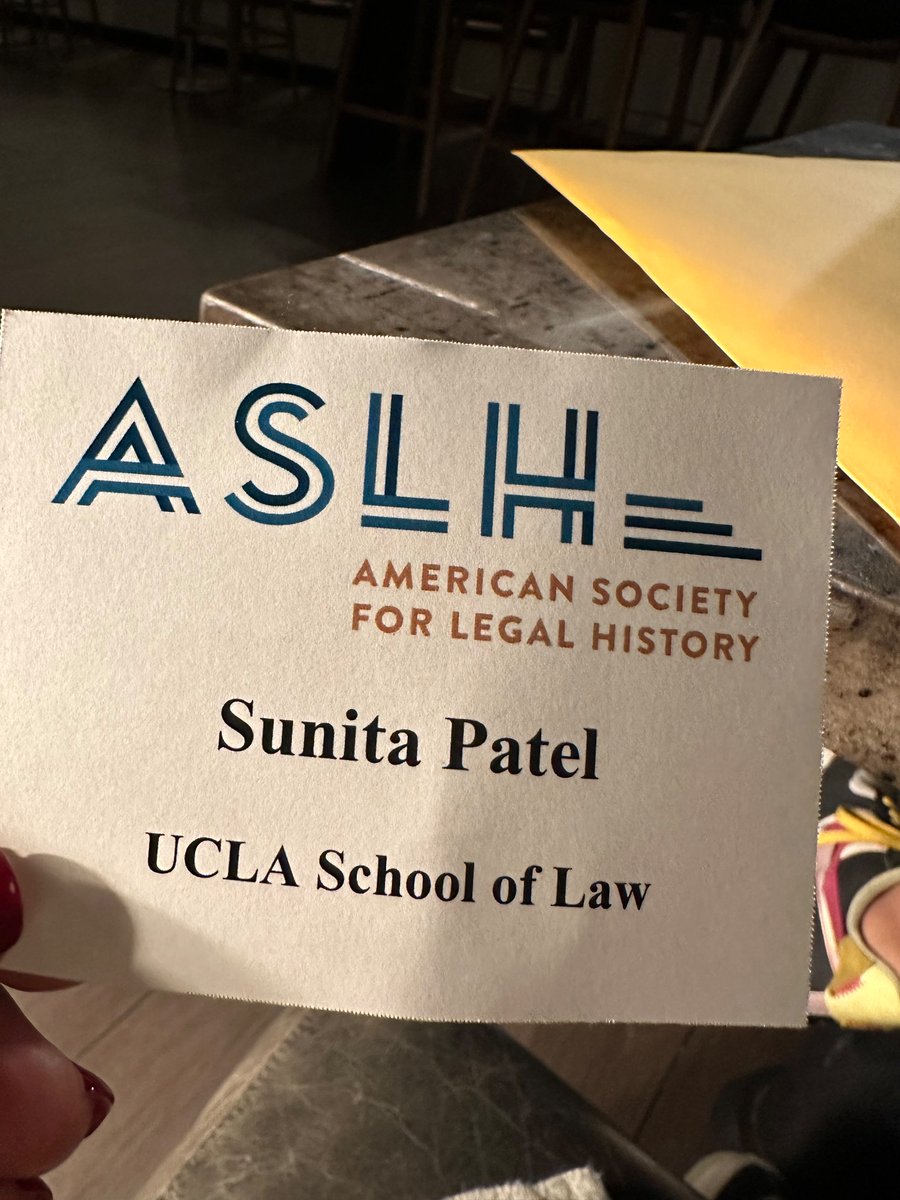 ASLH
AMERICAN SOCIETY
FOR LEGAL HISTORY
Sunita Patel
UCLA School of Law